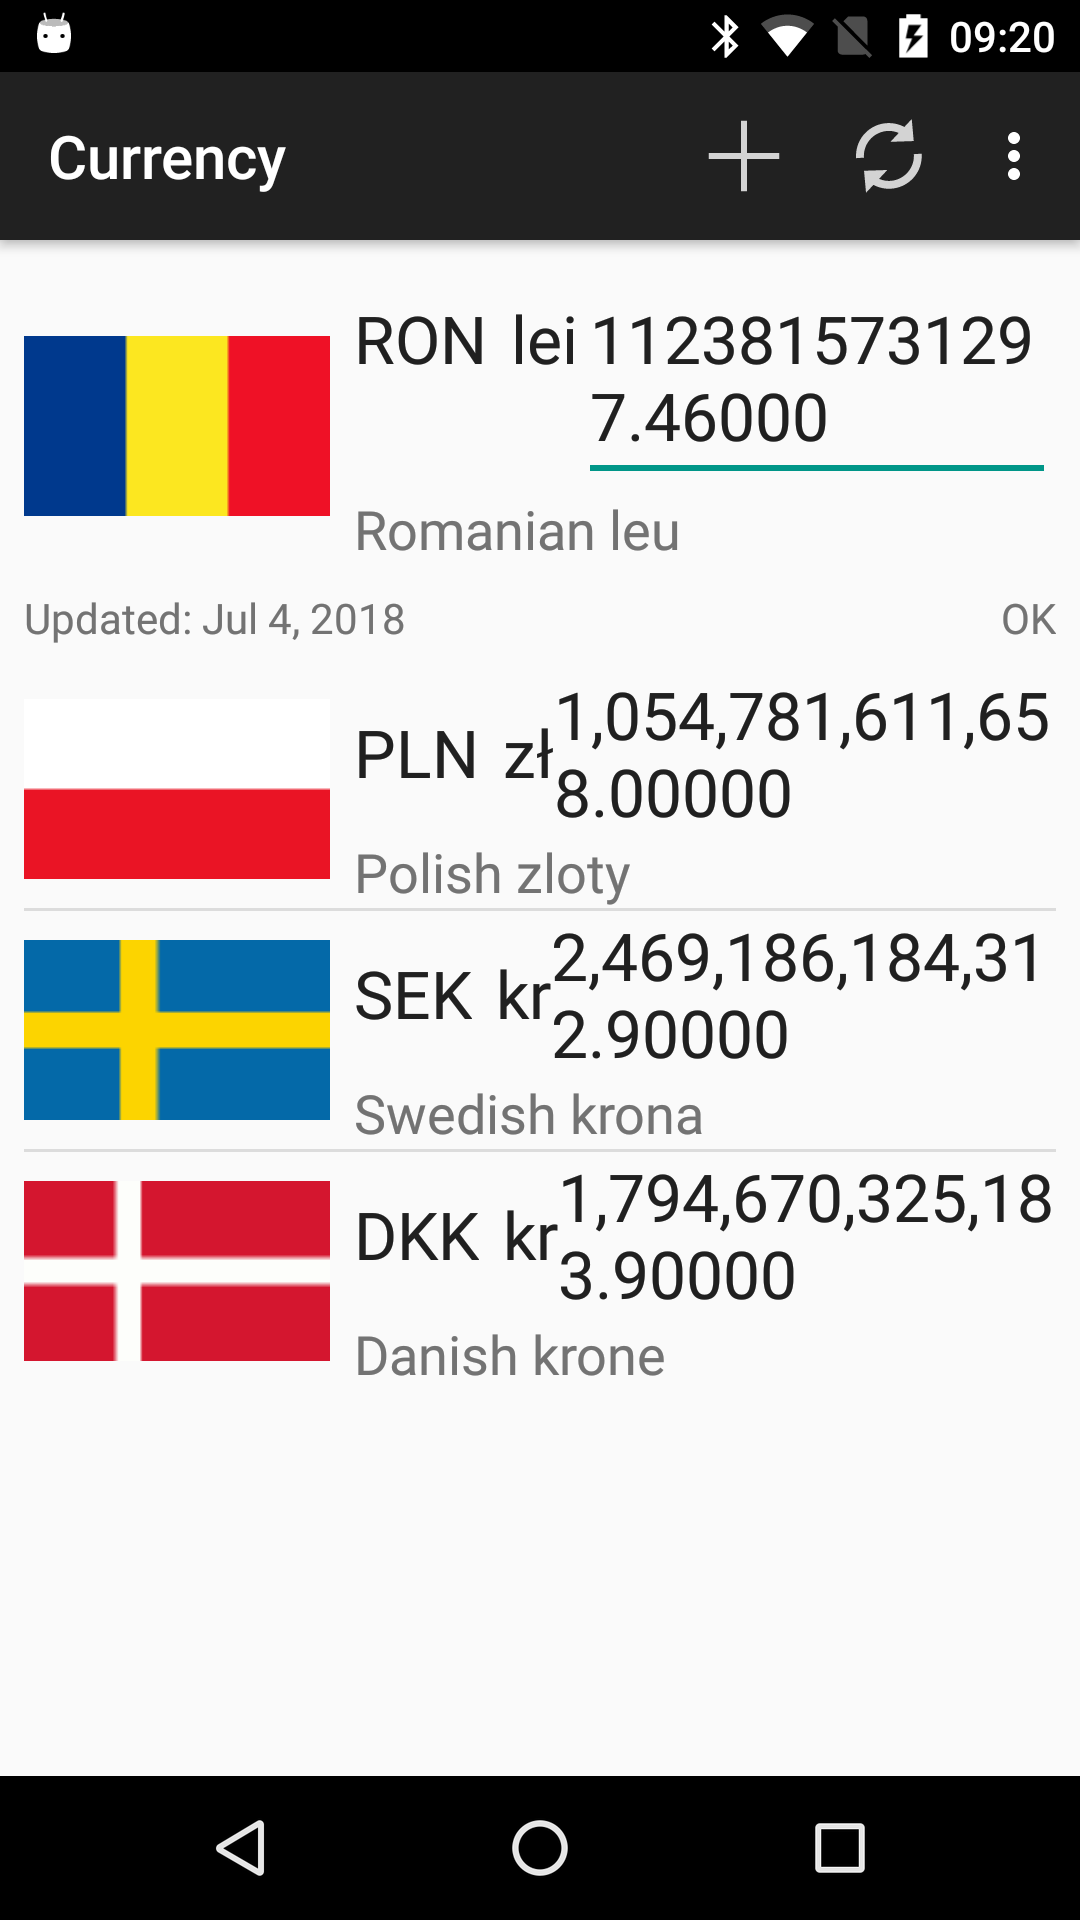 09:20
Currency
RON lei 112381573129
7.46000
Romanian leu
Updated: Jul 4, 2018 OK
PLN zł 1,054,781,611,65
8.00000
Polish zloty
SEK kr 2,469,186,184,31
2.90000
Swedish krona
DKK kr 1,794,670,325,18
3.90000
Danish krone